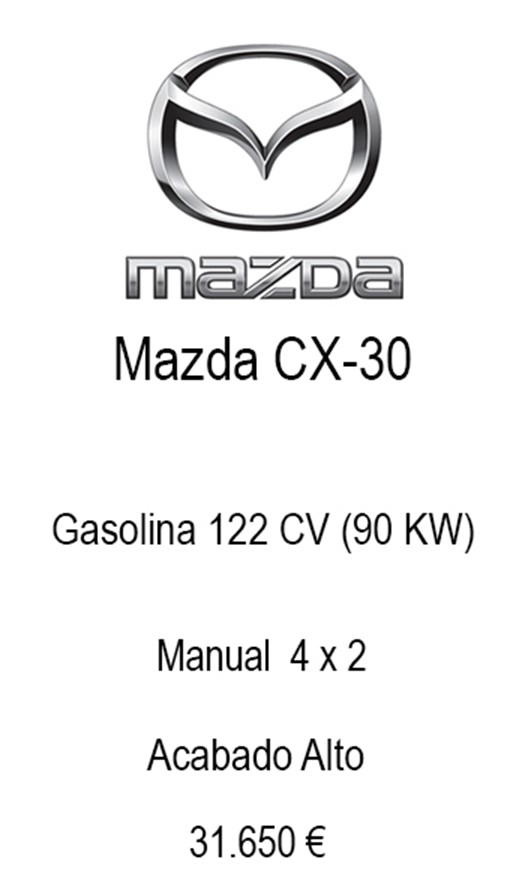 mazda
Mazda CX-30
Gasolina 122 CV (90 KW)
Manual 4 x 2
Acabado Alto
31.650 €